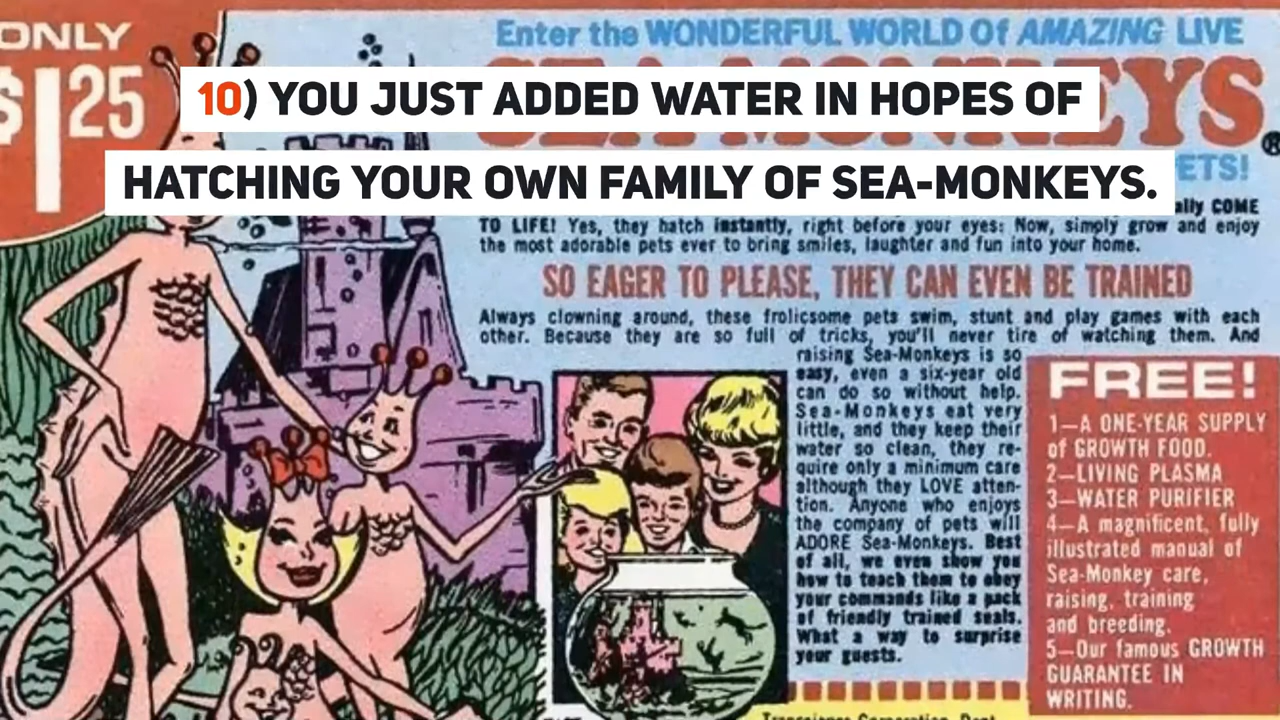 ONLY
$1.25
Enter the WONDERFUL WORLD Of AMAZING LIVE
10) YOU JUST ADDED WATER IN HOPES OF
HATCHING YOUR OWN FAMILY OF SEA-MONKEYS.
PETS!
COME
TO LIFE! Yes, they hatch instantly, right before your eyes: Now, simply grow and enjoy
the most adorable pets ever to bring smiles, laughter and fun into your home.
SO EAGER TO PLEASE, THEY CAN EVEN BE TRAINED
Always clowning around, these frolicsome pets swim, stunt and play games with each
other. Because they are so full of tricks, you'll never tire of watching them. And
raising Sea-Monkeys is so
easy, even a six-year old
can do so without help.
Sea-Monkeys eat very
little, and they keep their
water so clean, they re-
quire only a minimum care
although they LOVE atten-
tion. Anyone who enjoys
the company of pets will
ADORE Sea-Monkeys. Best
of all, we even show you
how to teach them to obey
your commands like a pack
of friendly trained seals.
What a way to surprise
your guests.
FREE!
1—A ONE-YEAR SUPPLY
of GROWTH FOOD.
2—LIVING PLASMA
3—WATER PURIFIER
4—A magnificent, fully
illustrated manual of
Sea-Monkey care,
raising, training
and breeding.
5—Our famous GROWTH
GUARANTEE IN
WRITING.